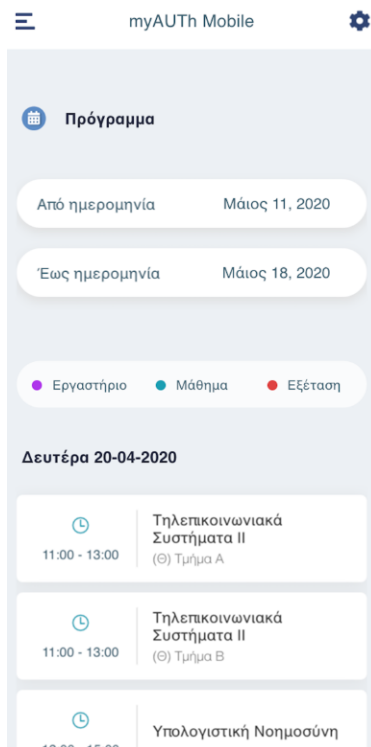 myAUTh Mobile
Πρόγραμμα
Από ημερομηνία Μάιος 11, 2020
Έως ημερομηνία Μάιος 18, 2020
Εργαστήριο Μάθημα Εξέταση
Δευτέρα 20-04-2020
Τηλεπικοινωνιακά
Συστήματα ΙΙ
11:00 - 13:00
(Θ) Τμήμα Α
Τηλεπικοινωνιακά
Συστήματα ΙΙ
11:00 - 13:00
(Θ) Τμήμα Β
Υπολογιστική Νοημοσύνη